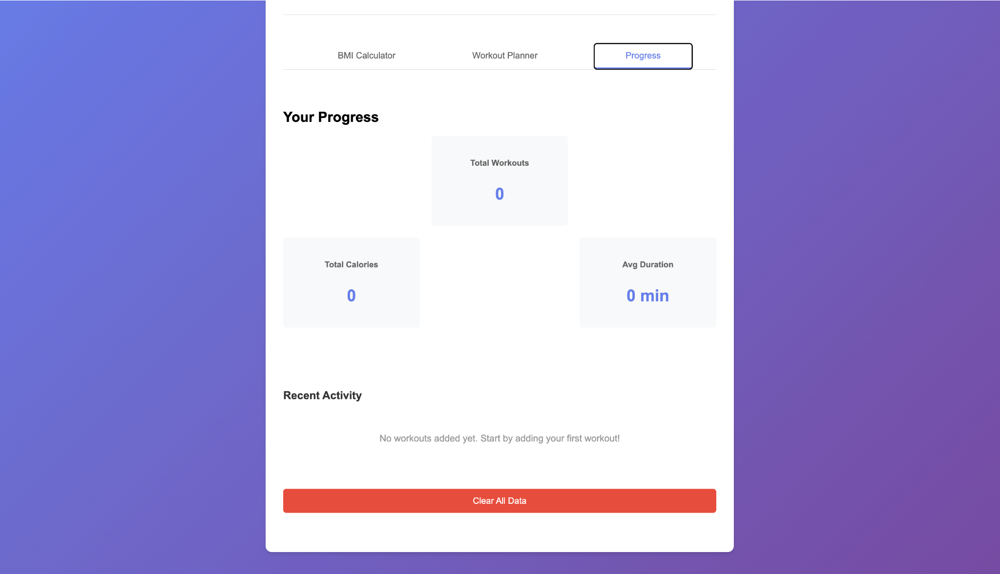 BMI Calculator
Workout Planner
Progress
Your Progress
Total Workouts
0
Total Calories
0
Avg Duration
0 min
Recent Activity
No workouts added yet. Start by adding your first workout!
Clear All Data